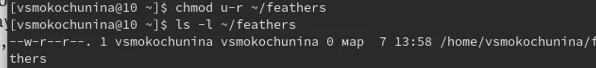 [vsmokochunina@10 ~]$ chmod u-r ~/feathers
[vsmokochunina@10 ~]$ ls -l ~/feathers
--w-r--r--. 1 vsmokochunina vsmokochunina 0 мар  7 13:58 /home/vsmokochunina/f
thers